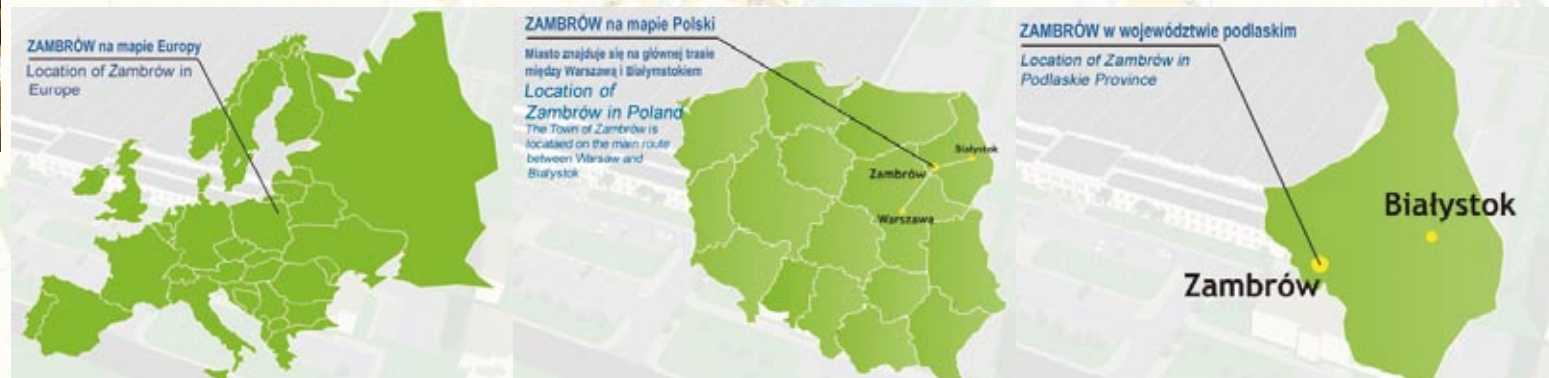 ZAMBRÓW na mapie Europy
Location of Zambrów in
Europe
ZAMBRÓW na mapie Polski
Miasto znajduje się na głównej trasie
między Warszawą i Białymstokiem
Location of
Zambrów in Poland
The Town of Zambrów is
locataed on the main route
between Warsaw and
Białystok
Białystok
Zambrów
Warszawa
ZAMBRÓW w województwie podlaskim
Location of Zambrów in
Podlaskie Province
Białystok
Zambrów